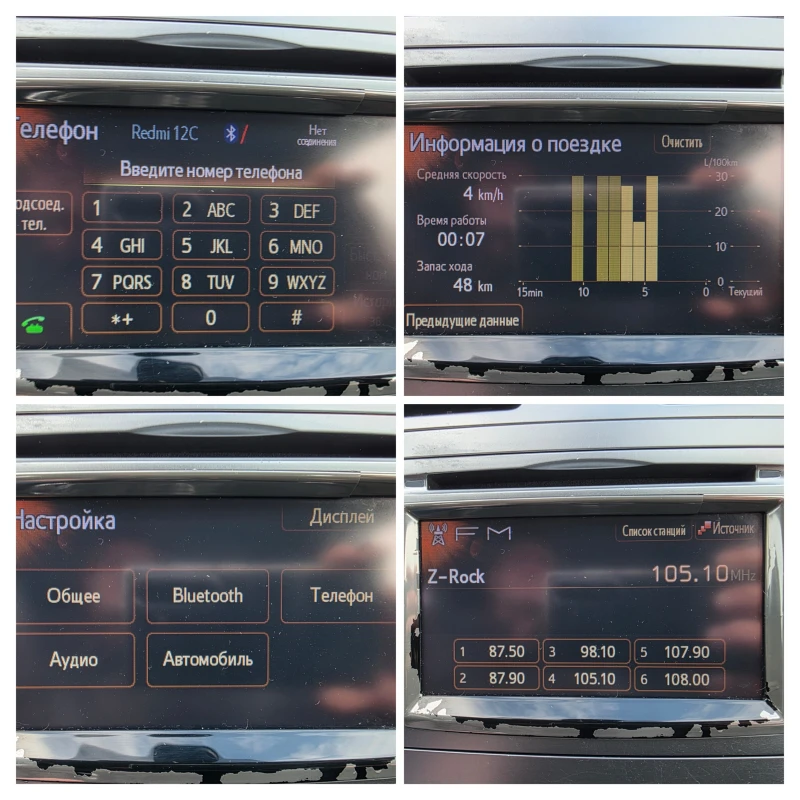 Телефон Redmi 12C Нет соединения
Введите номер телефона
одсоед. тел.
1 2 ABC 3 DEF
4 GHI 5 JKL 6 MNO
7 PQRS 8 TUV 9 WXYZ
*+ 0 #
Информация о поездке Очистить
L/100km
Средняя скорость
4 km/h
Время работы
00:07
Запас хода
48 km
30
20
10
0
15min 10 5 0 Текущий
Предыдущие данные
Настройка Дисплей
Общее Bluetooth Телефон
Аудио Автомобиль
FM Список станций Источник
Z-Rock 105.10 MHz
1 87.50 3 98.10 5 107.90
2 87.90 4 105.10 6 108.00